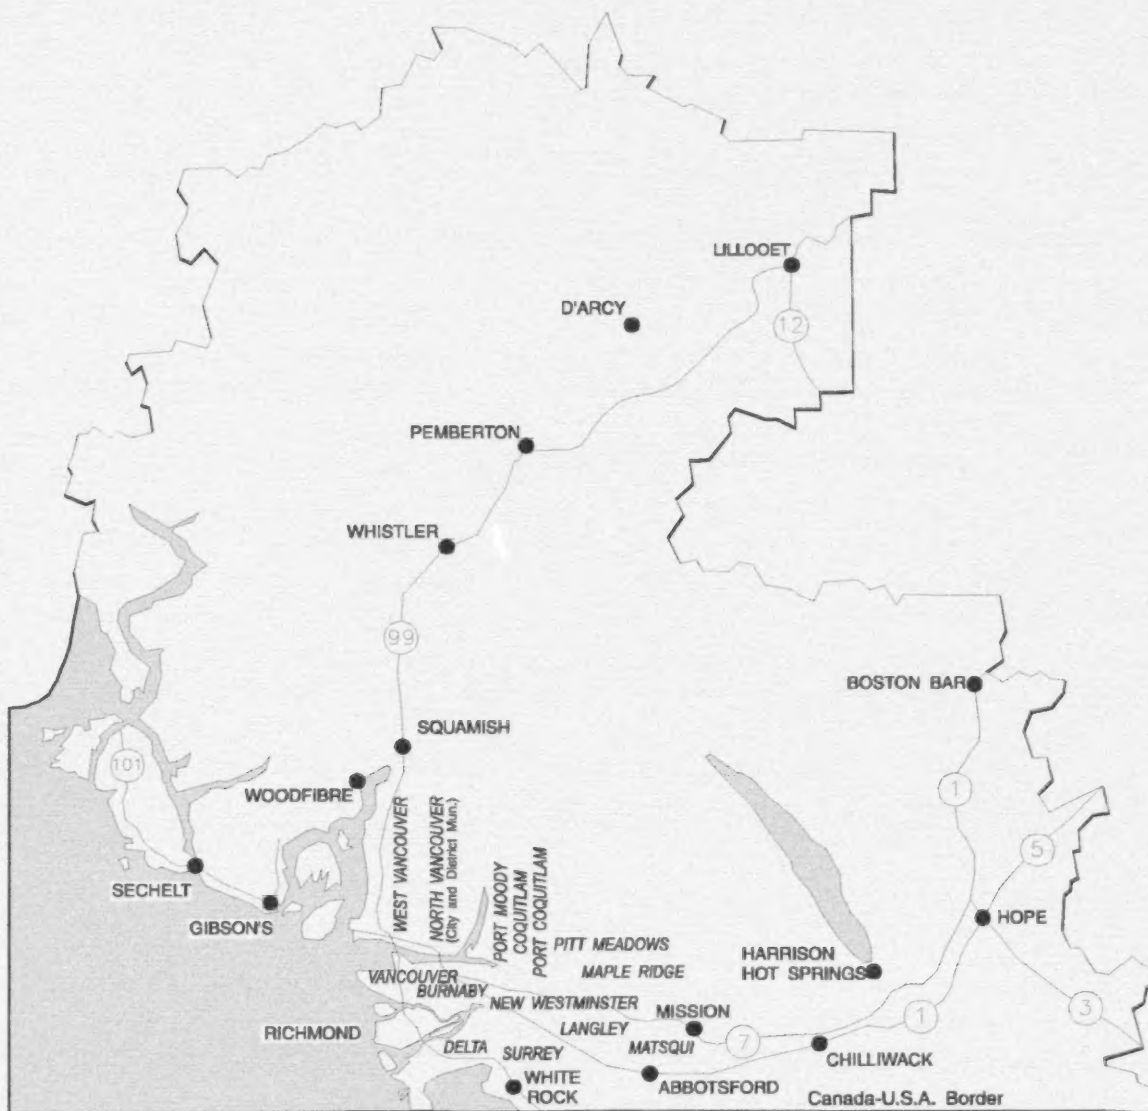 LILLOOET
D'ARCY
12
PEMBERTON
WHISTLER
99
BOSTON BAR
SQUAMISH
101
WOODFIBRE
1
WEST VANCOUVER
NORTH VANCOUVER
(City and District Mun.)
5
SECHELT
GIBSON'S
PORT MOODY
COQUITLAM
PORT COQUITLAM
HOPE
PITT MEADOWS
HARRISON
HOT SPRINGS
MAPLE RIDGE
VANCOUVER
BURNABY
NEW WESTMINSTER
MISSION
1
3
RICHMOND
LANGLEY
7
DELTA
SURREY
MATSQUI
CHILLIWACK
WHITE
ROCK
ABBOTSFORD
Canada-U.S.A. Border